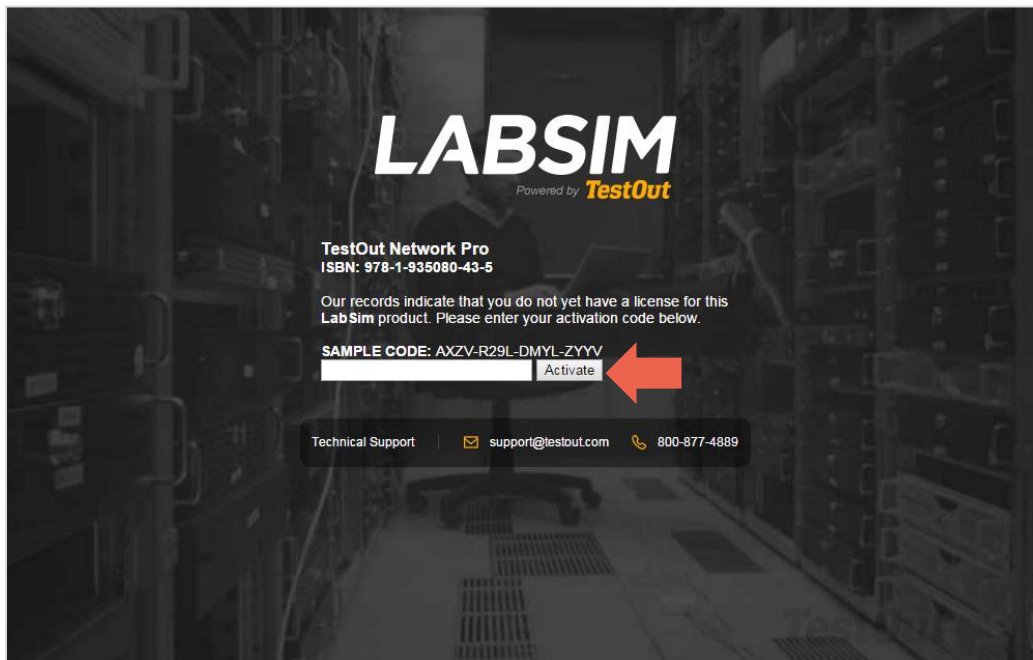 LABSIM
Powered by TestOut
TestOut Network Pro
ISBN: 978-1-935080-43-5
Our records indicate that you do not yet have a license for this
LabSim product. Please enter your activation code below.
SAMPLE CODE: AXZV-R29L-DMYL-ZYYV
Activate
Technical Support
support@testout.com
800-877-4889
TestOut